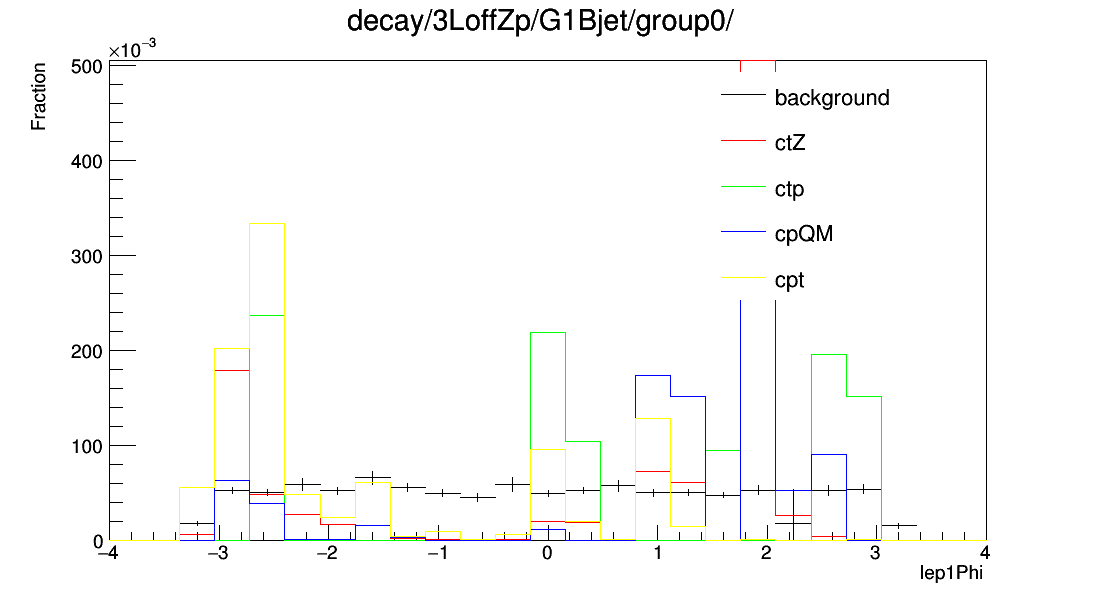 decay/3LoffZp/G1Bjet/group0/
×10⁻³
Fraction
500
400
300
200
100
0
background
ctZ
ctp
cpQM
cpt
−4 −3 −2 −1 0 1 2 3 4
lep1Phi